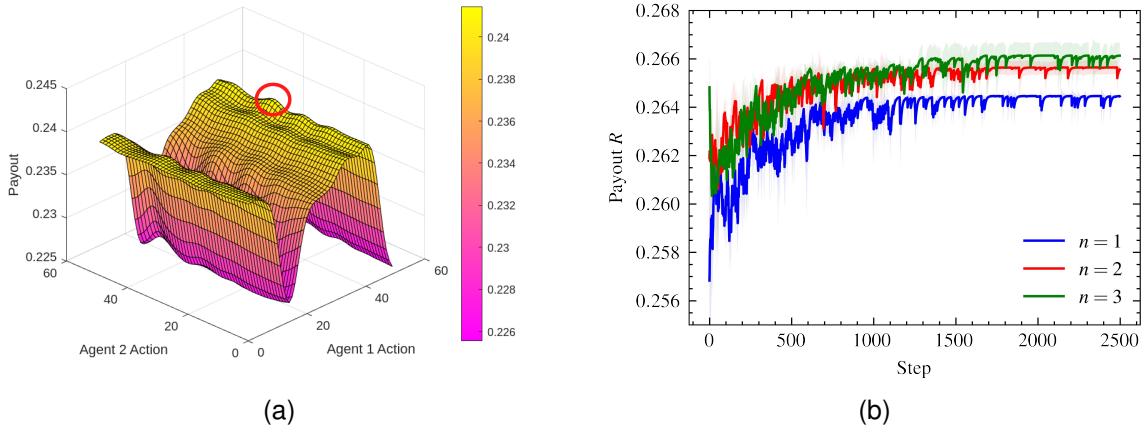 0.245
0.24
0.235
0.23
0.225
Payout
60
40
20
0
Agent 2 Action
0
20
40
60
Agent 1 Action
0.24
0.238
0.236
0.234
0.232
0.23
0.228
0.226
(a)
0.268
0.266
0.264
0.262
0.260
0.258
0.256
Payout R
n = 1
n = 2
n = 3
0 500 1000 1500 2000 2500
Step
(b)